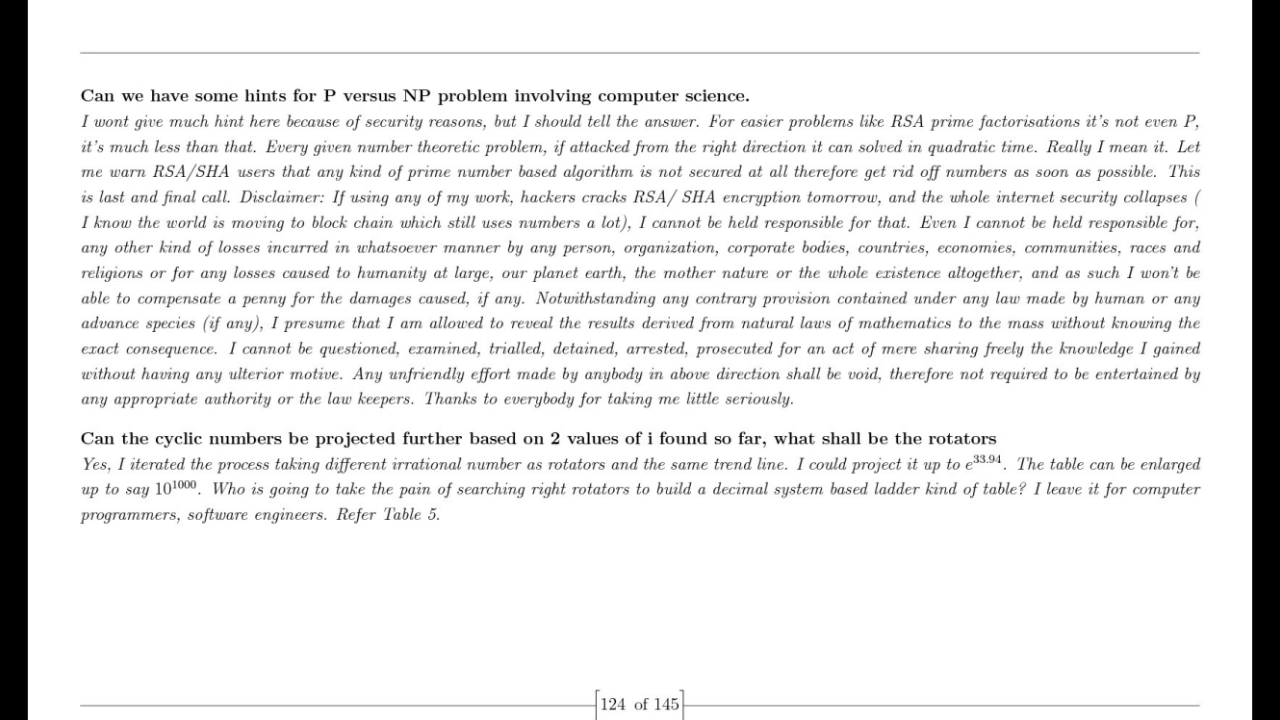 Can we have some hints for P versus NP problem involving computer science.
I wont give much hint here because of security reasons, but I should tell the answer. For easier problems like RSA prime factorisations it's not even P,
it's much less than that. Every given number theoretic problem, if attacked from the right direction it can solved in quadratic time. Really I mean it. Let
me warn RSA/SHA users that any kind of prime number based algorithm is not secured at all therefore get rid off numbers as soon as possible. This
is last and final call. Disclaimer: If using any of my work, hackers cracks RSA/ SHA encryption tomorrow, and the whole internet security collapses (
I know the world is moving to block chain which still uses numbers a lot), I cannot be held responsible for that. Even I cannot be held responsible for,
any other kind of losses incurred in whatsoever manner by any person, organization, corporate bodies, countries, economies, communities, races and
religions or for any losses caused to humanity at large, our planet earth, the mother nature or the whole existence altogether, and as such I won't be
able to compensate a penny for the damages caused, if any. Notwithstanding any contrary provision contained under any law made by human or any
advance species (if any), I presume that I am allowed to reveal the results derived from natural laws of mathematics to the mass without knowing the
exact consequence. I cannot be questioned, examined, trialled, detained, arrested, prosecuted for an act of mere sharing freely the knowledge I gained
without having any ulterior motive. Any unfriendly effort made by anybody in above direction shall be void, therefore not required to be entertained by
any appropriate authority or the law keepers. Thanks to everybody for taking me little seriously.
Can the cyclic numbers be projected further based on 2 values of i found so far, what shall be the rotators
Yes, I iterated the process taking different irrational number as rotators and the same trend line. I could project it up to e^33.94. The table can be enlarged
up to say 10^1000. Who is going to take the pain of searching right rotators to build a decimal system based ladder kind of table? I leave it for computer
programmers, software engineers. Refer Table 5.
124 of 145